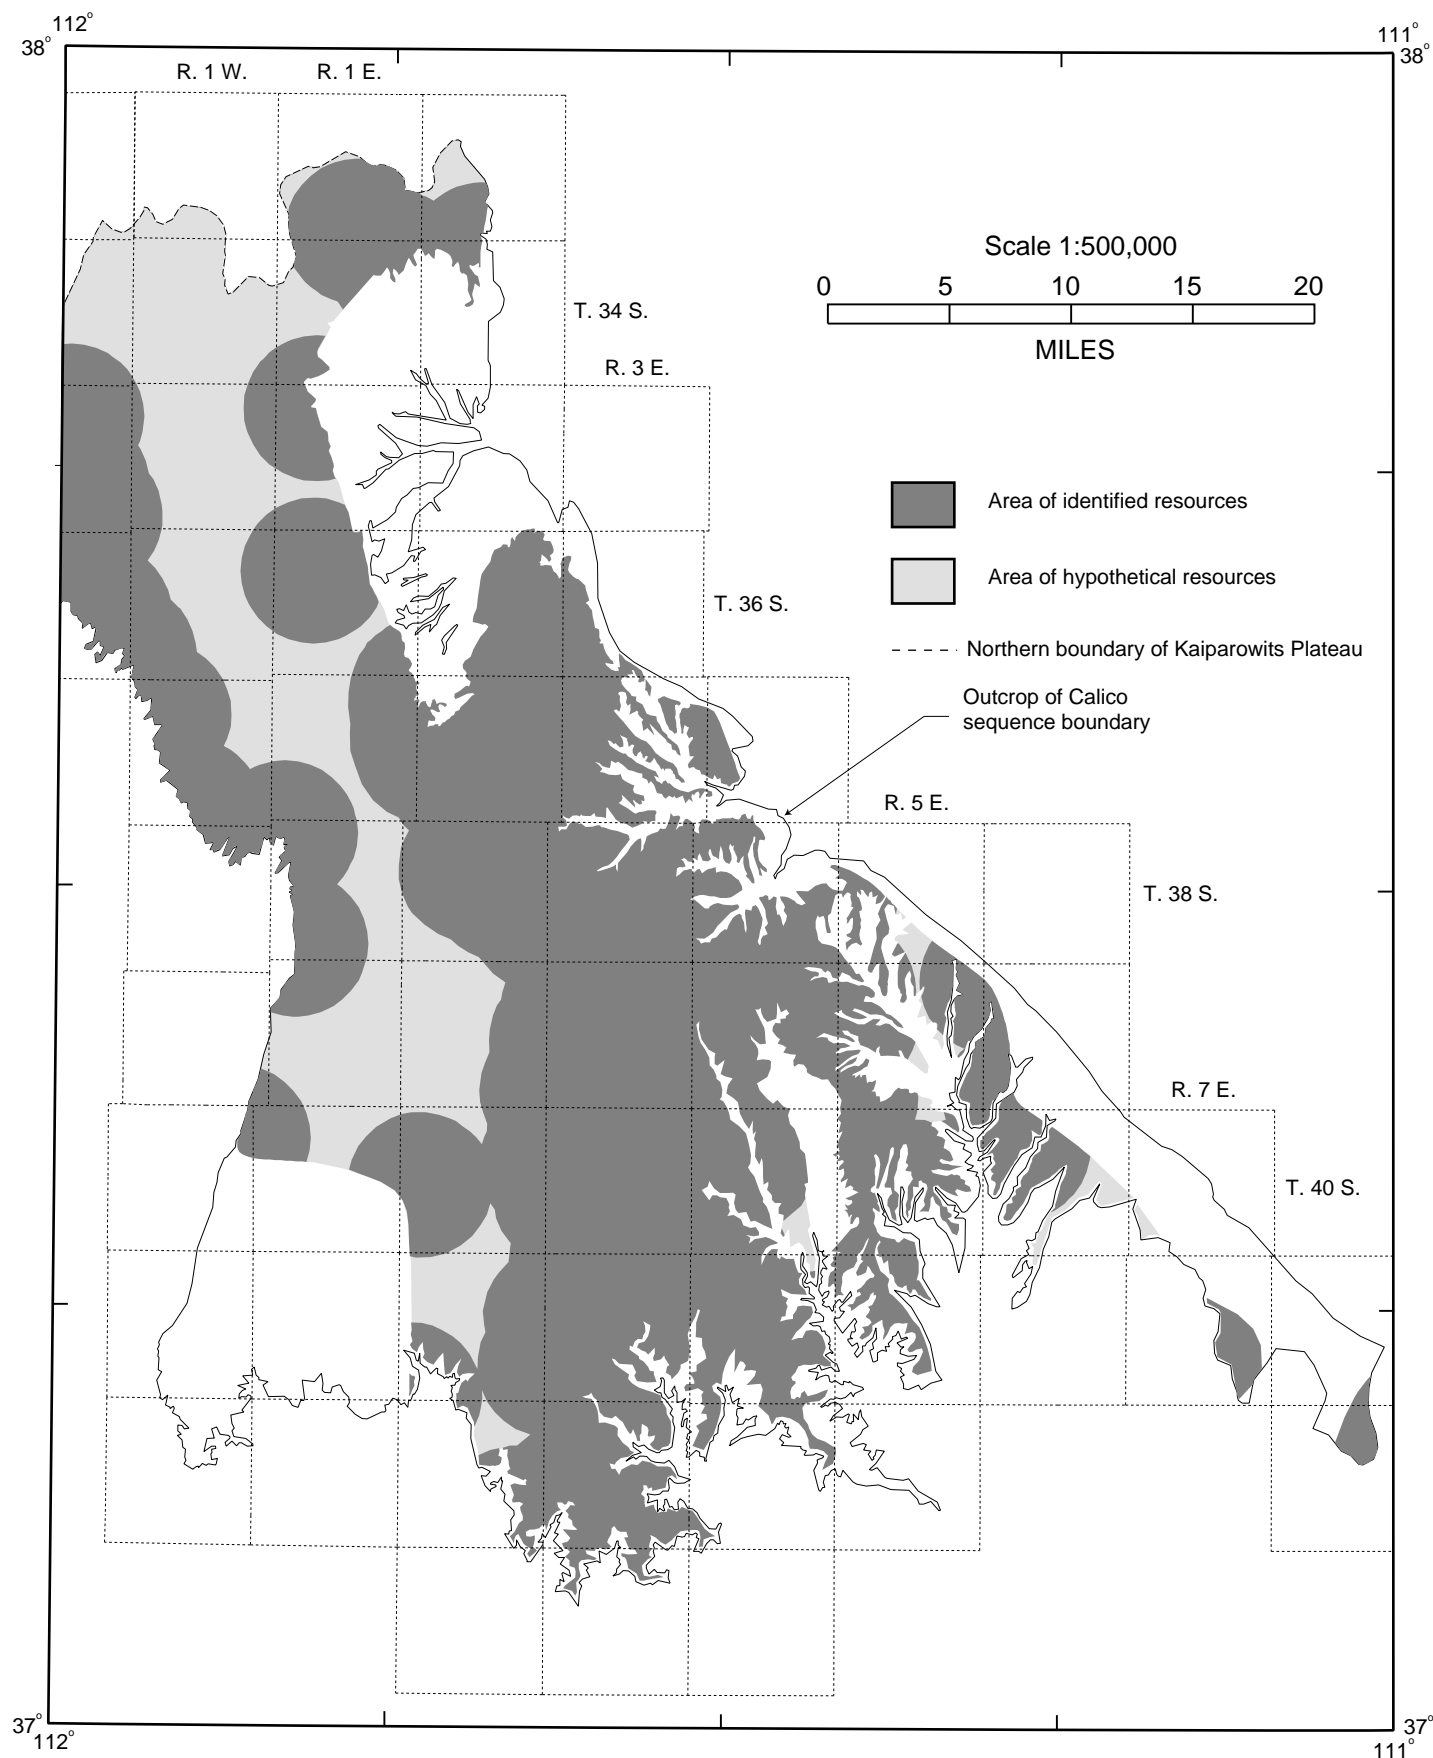 112°
111°
38°
38°
R. 1 W.
R. 1 E.
Scale 1:500,000
0 5 10 15 20
MILES
T. 34 S.
R. 3 E.
Area of identified resources
Area of hypothetical resources
T. 36 S.
Northern boundary of Kaiparowits Plateau
Outcrop of Calico
sequence boundary
R. 5 E.
T. 38 S.
R. 7 E.
T. 40 S.
37°
37°
112°
111°